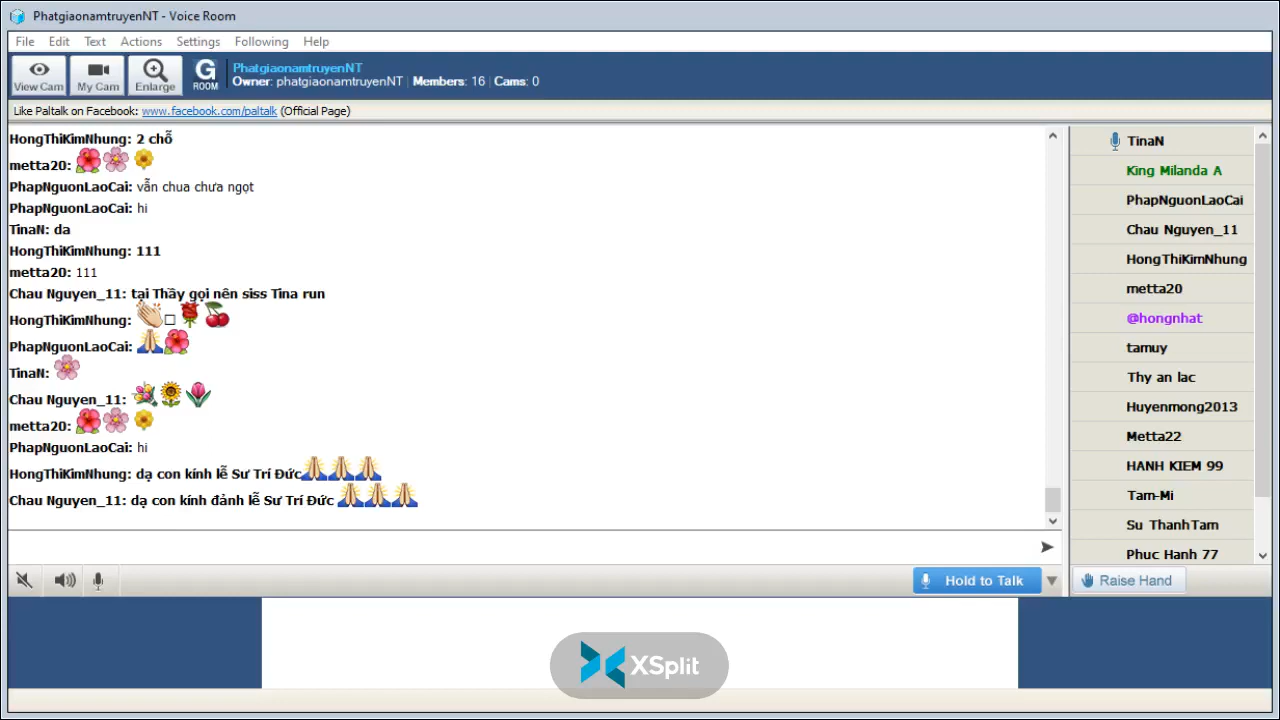 PhatgiaonamtruyenNT - Voice Room
File Edit Text Actions Settings Following Help
View Cam My Cam Enlarge G ROOM
PhatgiaonamtruyenNT
Owner: phatgiaonamtruyenNT | Members: 16 | Cams: 0
Like Paltalk on Facebook: www.facebook.com/paltalk (Official Page)
HongThiKimNhung: 2 chỗ
metta20:
PhapNguonLaoCai: vẫn chua chưa ngọt
PhapNguonLaoCai: hi
TinaN: da
HongThiKimNhung: 111
metta20: 111
Chau Nguyen_11: tại Thầy gọi nên siss Tina run
HongThiKimNhung:
PhapNguonLaoCai:
TinaN:
Chau Nguyen_11:
metta20:
PhapNguonLaoCai: hi
HongThiKimNhung: dạ con kính lễ Sư Trí Đức
Chau Nguyen_11: dạ con kính đảnh lễ Sư Trí Đức
TinaN
King Milanda A
PhapNguonLaoCai
Chau Nguyen_11
HongThiKimNhung
metta20
@hongnhat
tamuy
Thy an lac
Huyenmong2013
Metta22
HANH KIEM 99
Tam-Mi
Su ThanhTam
Phuc Hanh 77
Hold to Talk
Raise Hand
XSplit